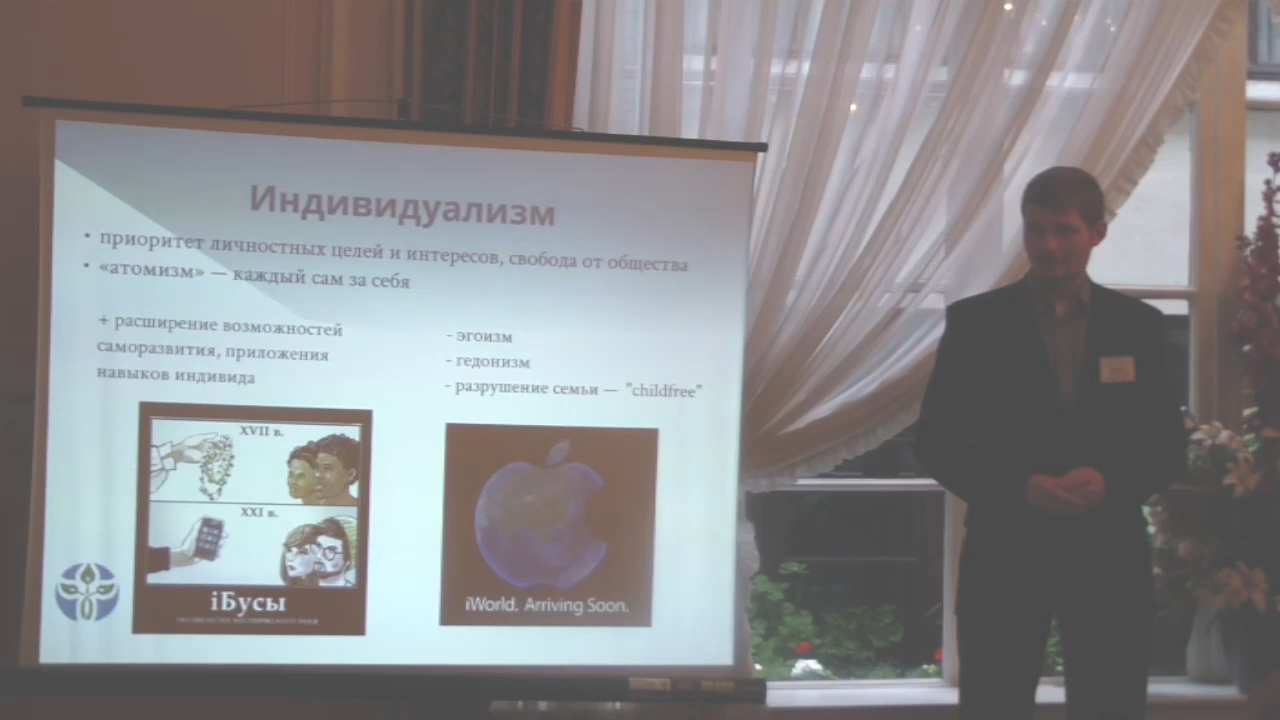 Индивидуализм
• приоритет личностных целей и интересов, свобода от общества
• «атомизм» — каждый сам за себя
+ расширение возможностей
саморазвития, приложения
навыков индивида
- эгоизм
- гедонизм
- разрушение семьи — "childfree"
XVII в.
XXI в.
iБусы
iWorld. Arriving Soon.